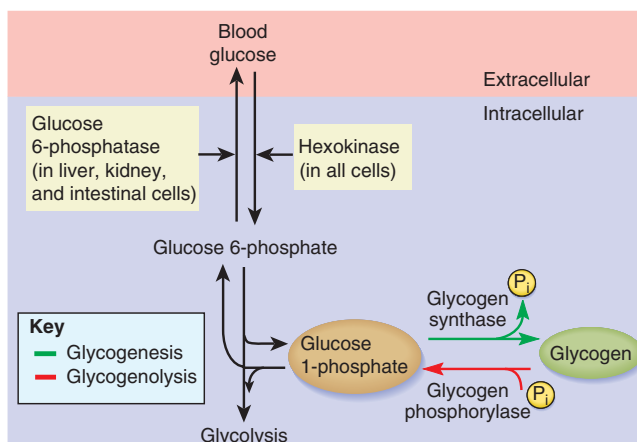 Blood
glucose
Extracellular
Intracellular
Glucose
6-phosphatase
(in liver, kidney,
and intestinal cells)
Hexokinase
(in all cells)
Glucose 6-phosphate
Key
Glycogenesis
Glycogenolysis
Glucose
1-phosphate
Glycogen
synthase
Pi
Glycogen
Glycogen
phosphorylase
Pi
Glycolysis